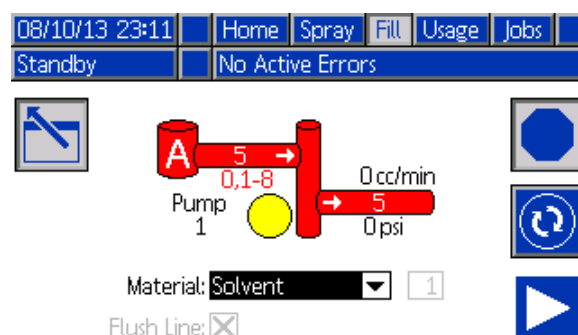 08/10/13 23:11 Home Spray Fill Usage Jobs
Standby No Active Errors
A 5
0,1-8 0 cc/min
Pump 5
1 0 psi
Material: Solvent 1
Flush Line: